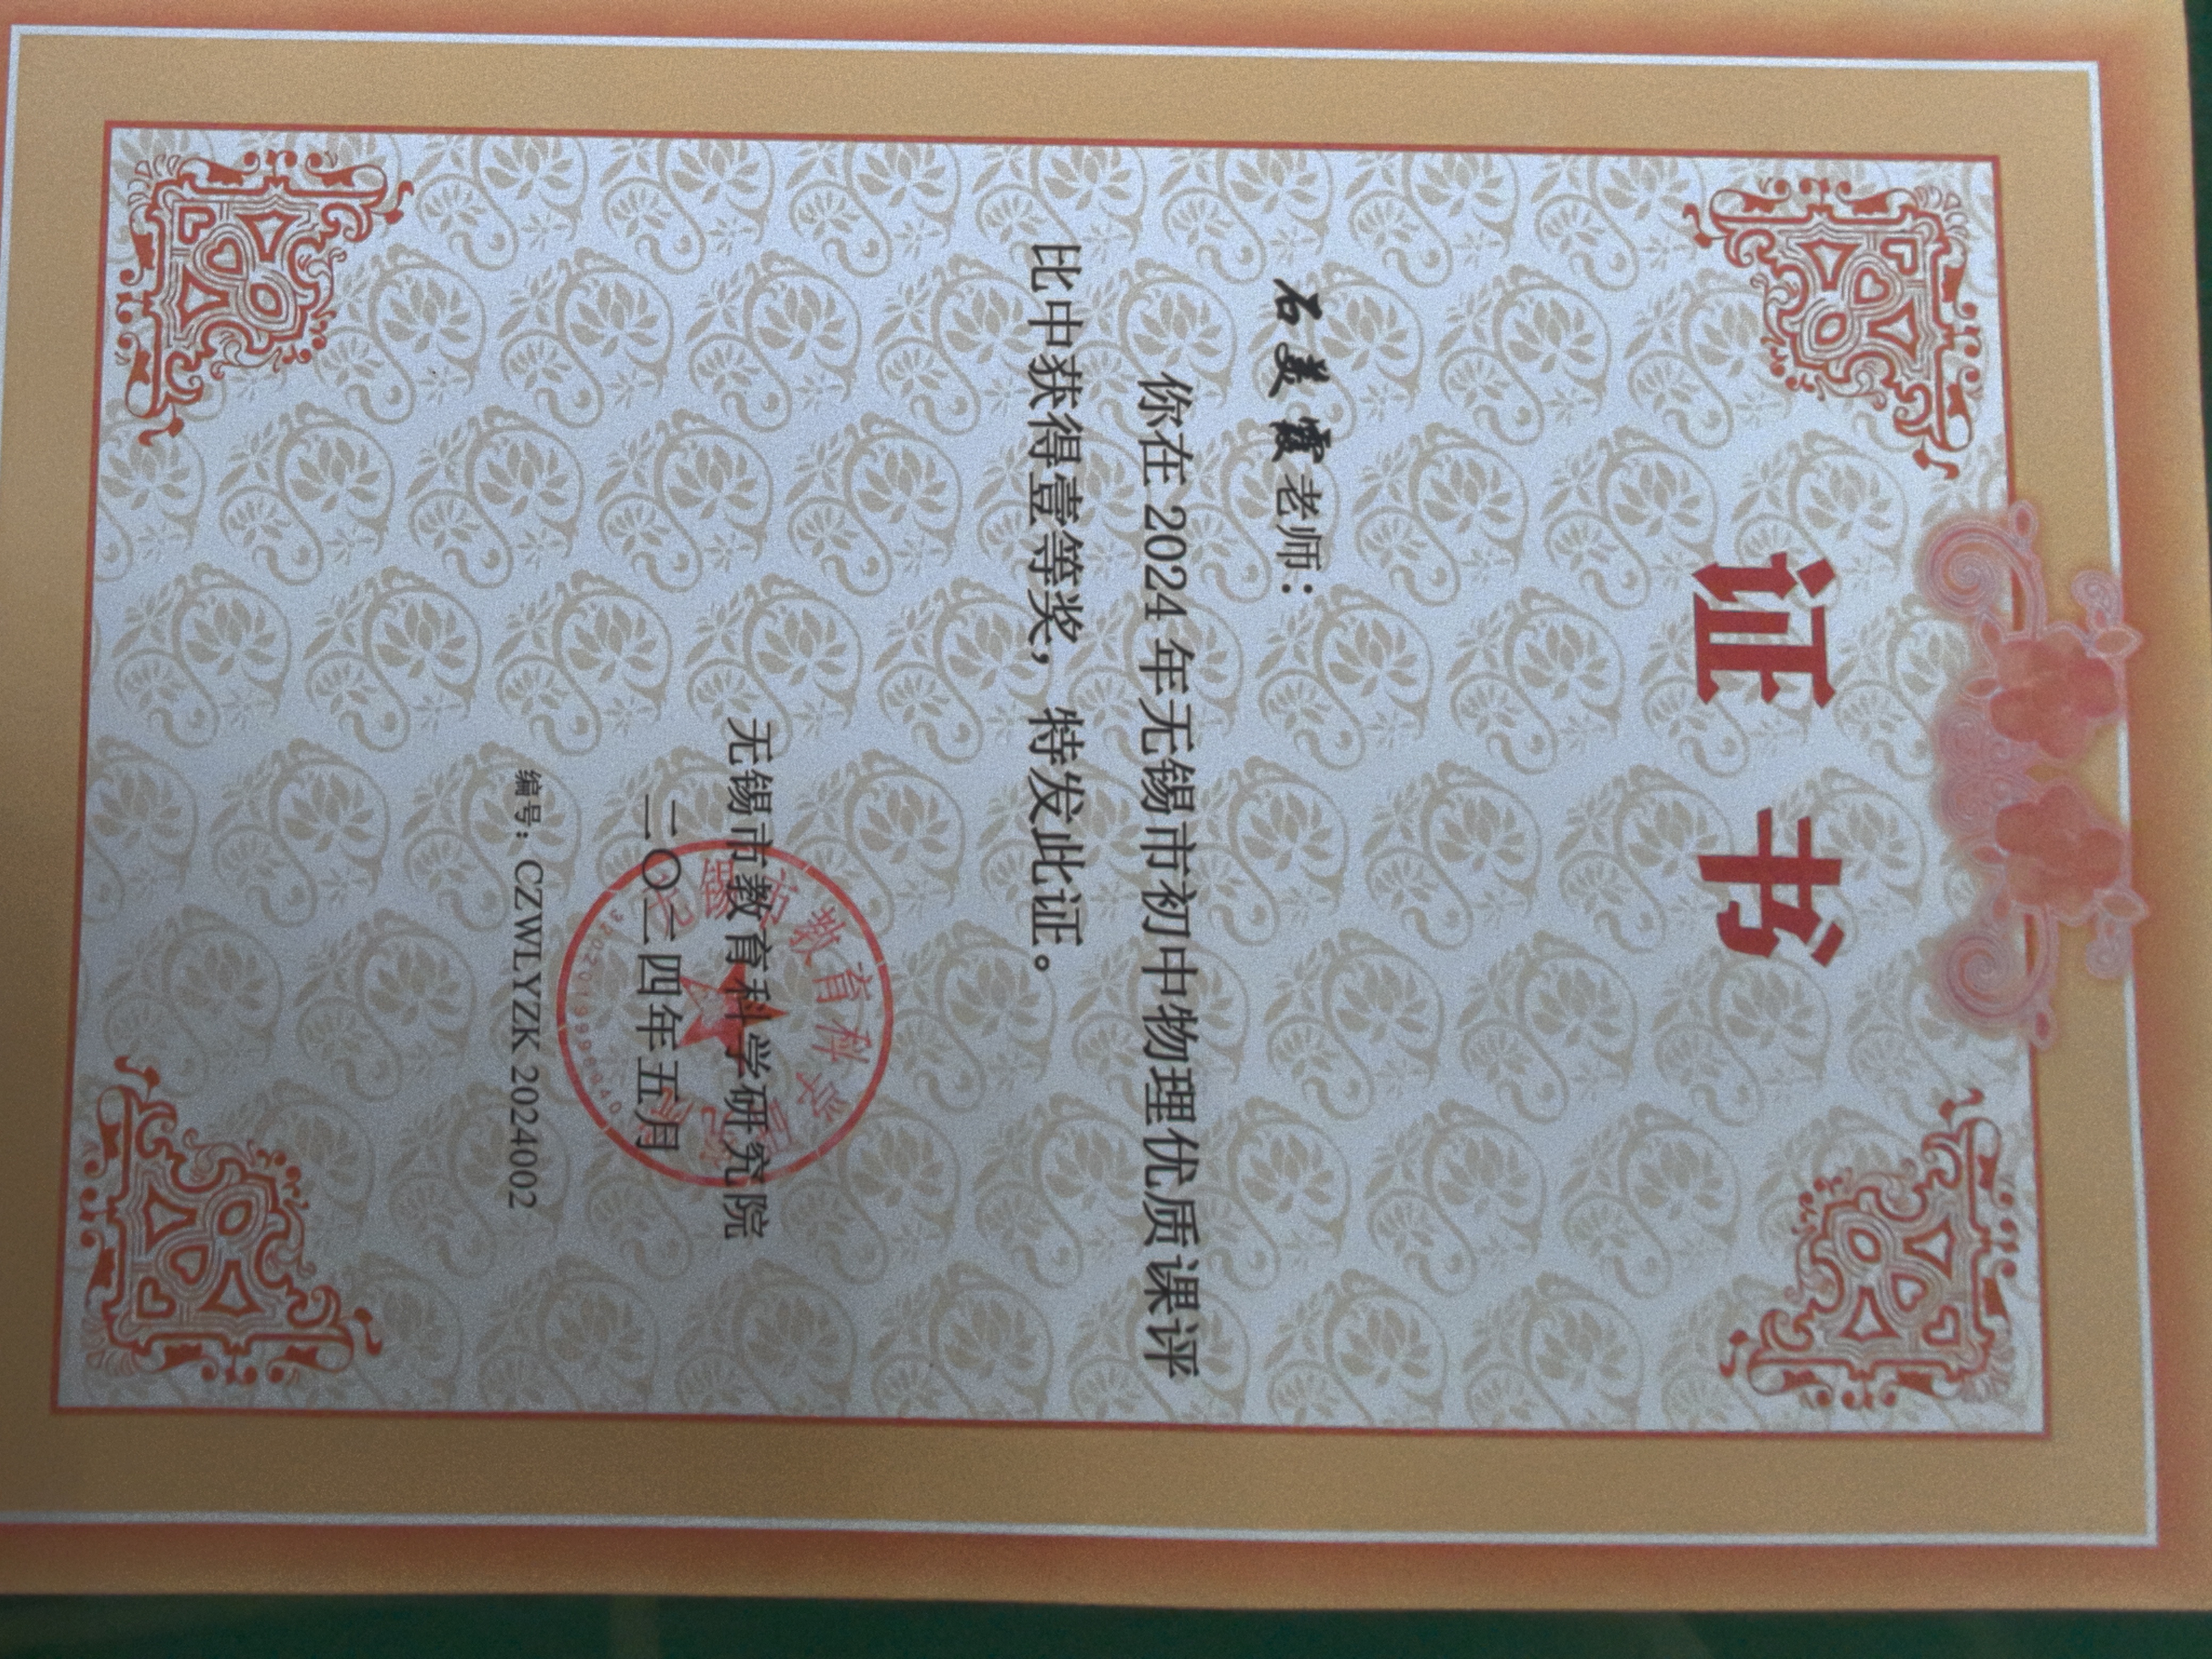 证 书
石美霞老师：
你在 2024 年无锡市初中物理优质课评
比中获得壹等奖，特发此证。
无锡市教育科学研究院
二〇二四年五月
编号：CZWLYZK 2024002